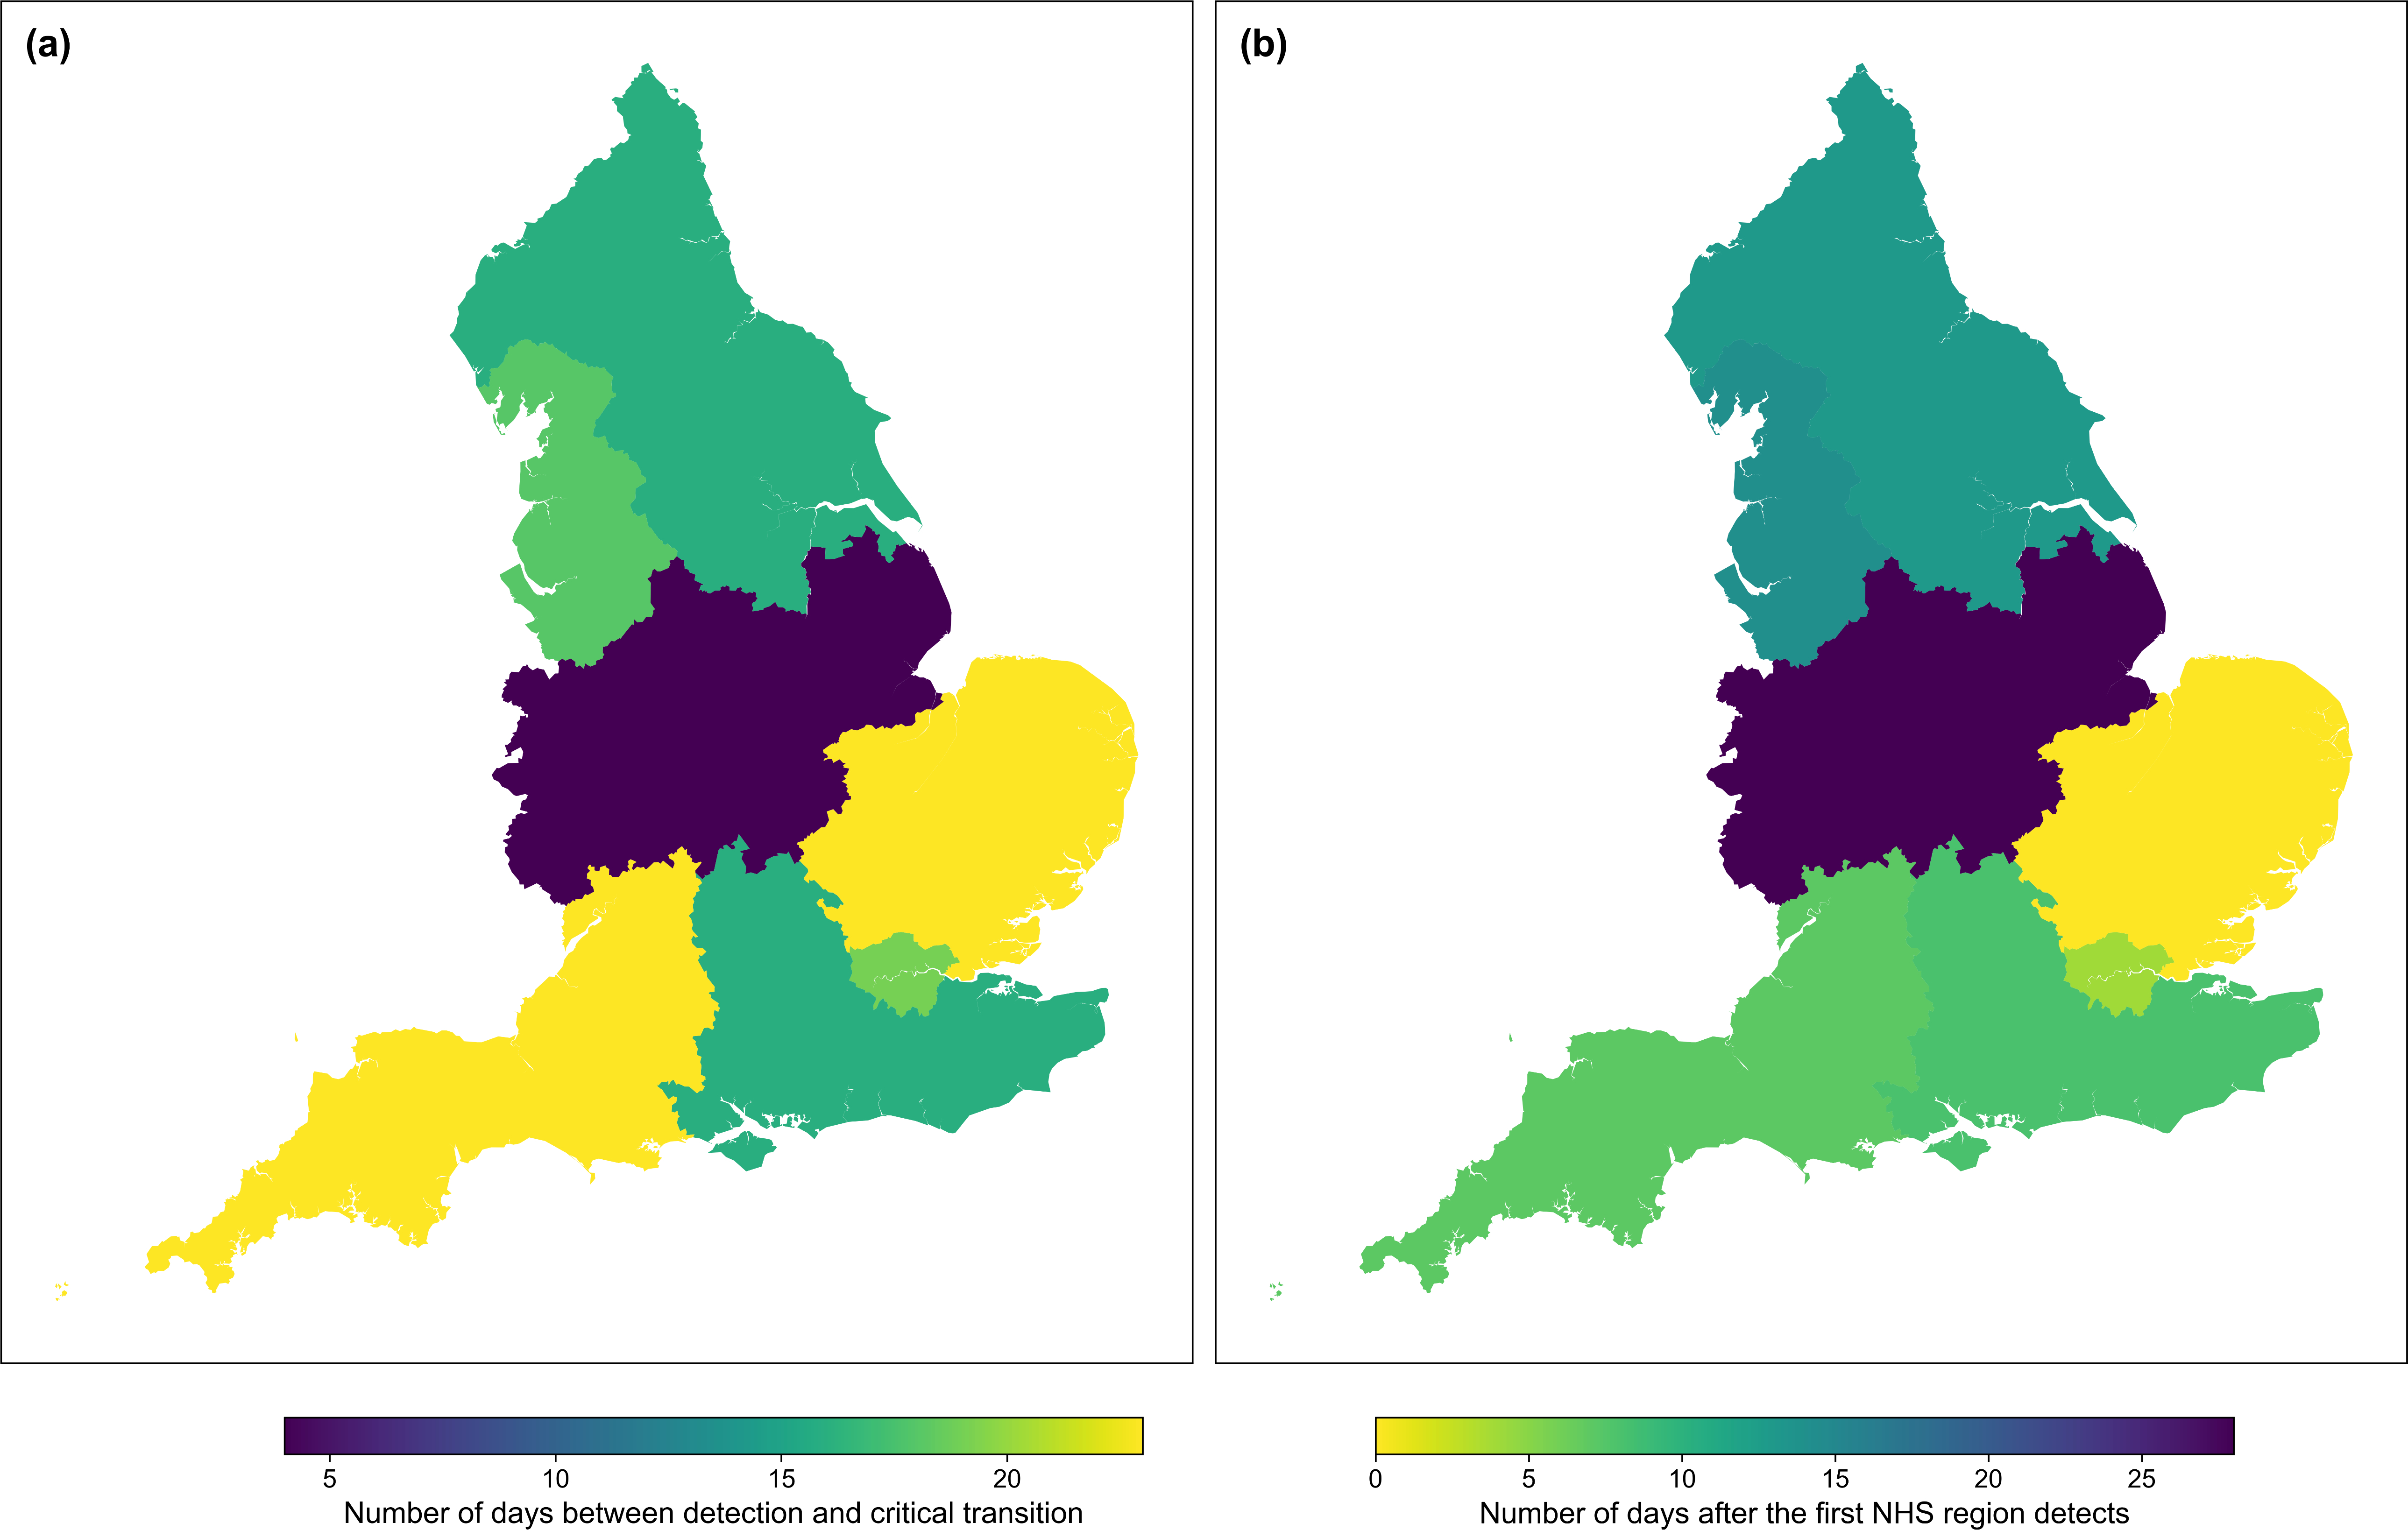 (a)
(b)
5 10 15 20
Number of days between detection and critical transition
0 5 10 15 20 25
Number of days after the first NHS region detects